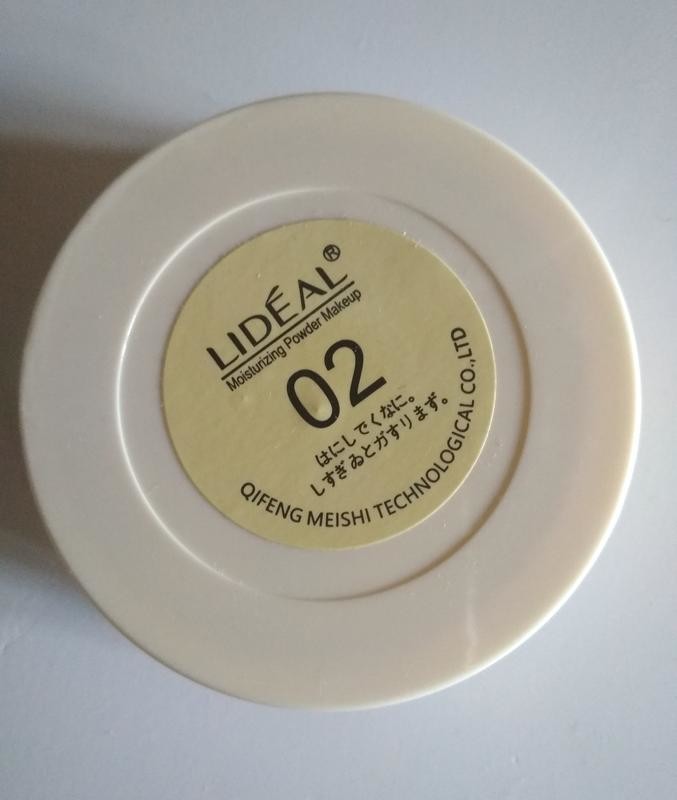 LIDÉAL®
Moisturizing Powder Makeup
02
はにしでくなに。
しすぎゐとガすりまず。
QIFENG MEISHI TECHNOLOGICAL CO.,LTD